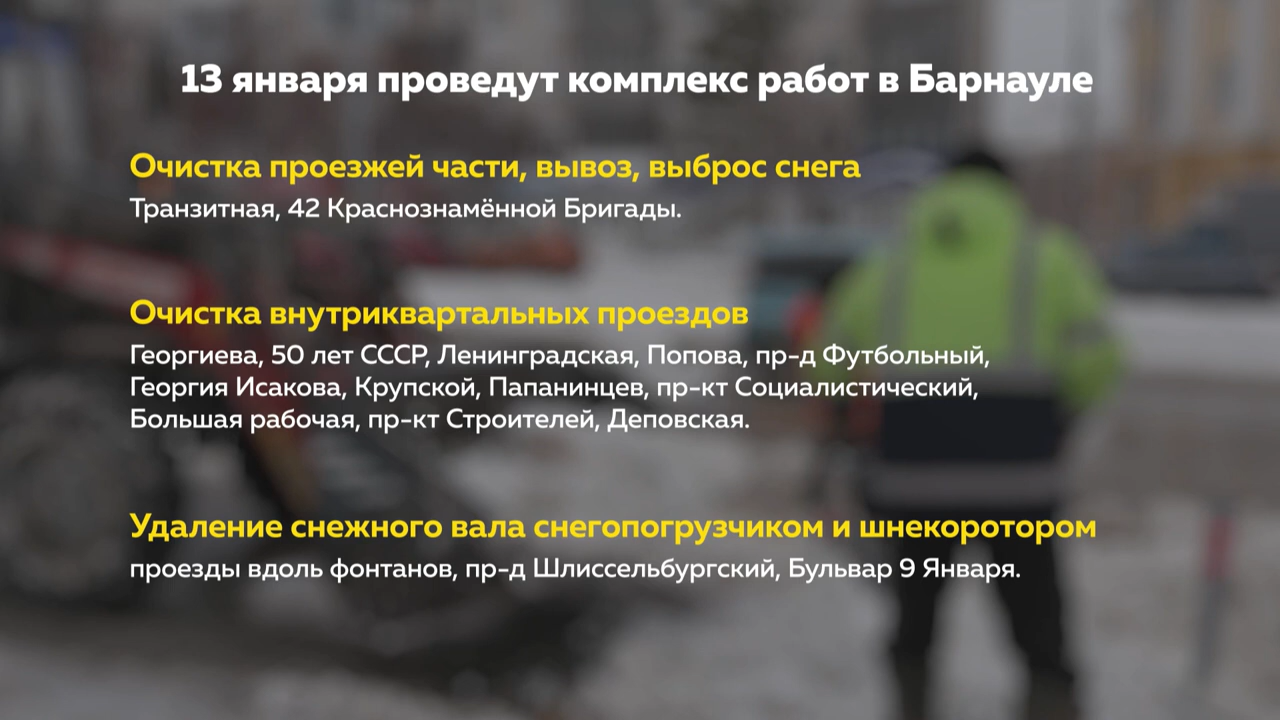 13 января проведут комплекс работ в Барнауле
Очистка проезжей части, вывоз, выброс снега
Транзитная, 42 Краснознамённой Бригады.
Очистка внутриквартальных проездов
Георгиева, 50 лет СССР, Ленинградская, Попова, пр-д Футбольный,
Георгия Исакова, Крупской, Папанинцев, пр-кт Социалистический,
Большая рабочая, пр-кт Строителей, Деповская.
Удаление снежного вала снегопогрузчиком и шнекоротором
проезды вдоль фонтанов, пр-д Шлиссельбургский, Бульвар 9 Января.